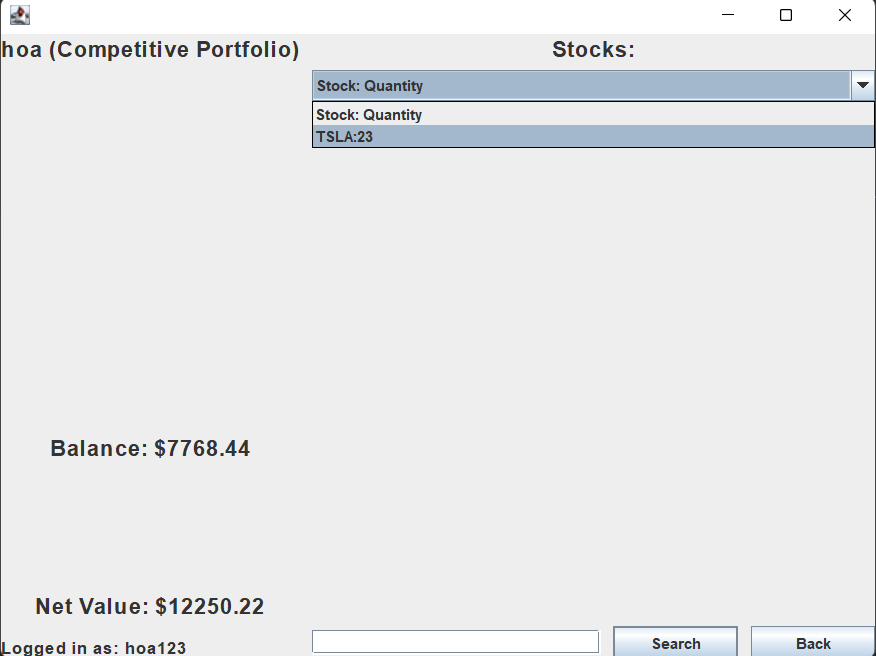 hoa (Competitive Portfolio)
Stocks:
Stock: Quantity
Stock: Quantity
TSLA:23
Balance: $7768.44
Net Value: $12250.22
Logged in as: hoa123
Search
Back